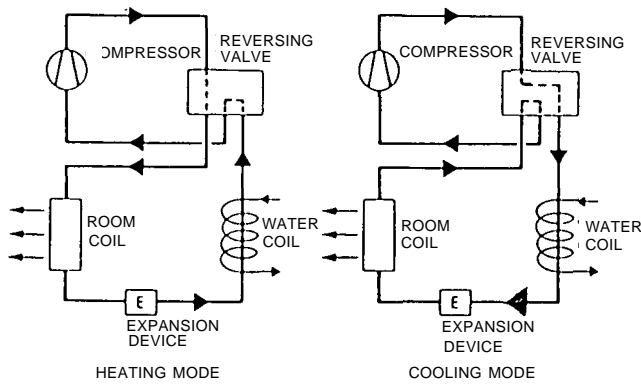 ƆOMPRESSOR
REVERSING
VALVE
ROOM
COIL
WATER
COIL
E
EXPANSION
DEVICE
HEATING MODE
COMPRESSOR
REVERSING
VALVE
ROOM
COIL
WATER
COIL
E
EXPANSION
DEVICE
COOLING MODE